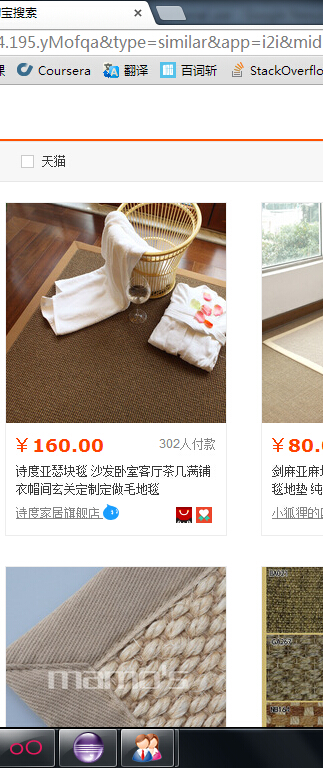 宝搜索
4.195.yMofqa&type=similar&app=i2i&mid
Coursera 翻译 百词斩 StackOverflo
天猫
￥160.00 302人付款
诗度亚瑟块毯 沙发卧室客厅茶几满铺
衣帽间玄关定制定做毛地毯
诗度家居旗舰店
￥80.
剑麻亚麻
毯地垫 纯
小狐狸的
mamo's